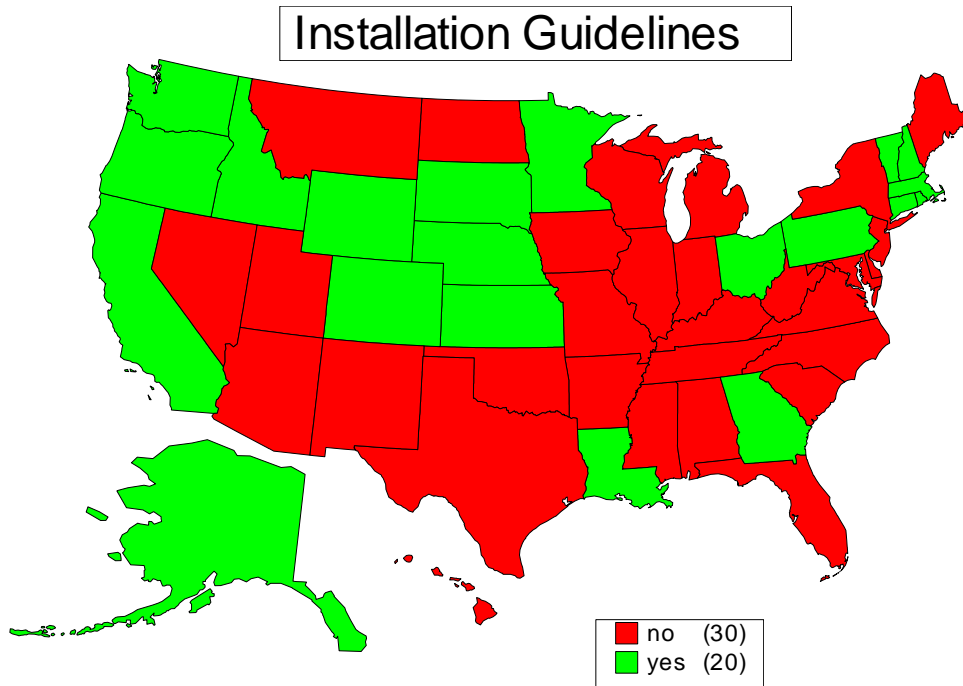 Installation Guidelines
no (30)
yes (20)